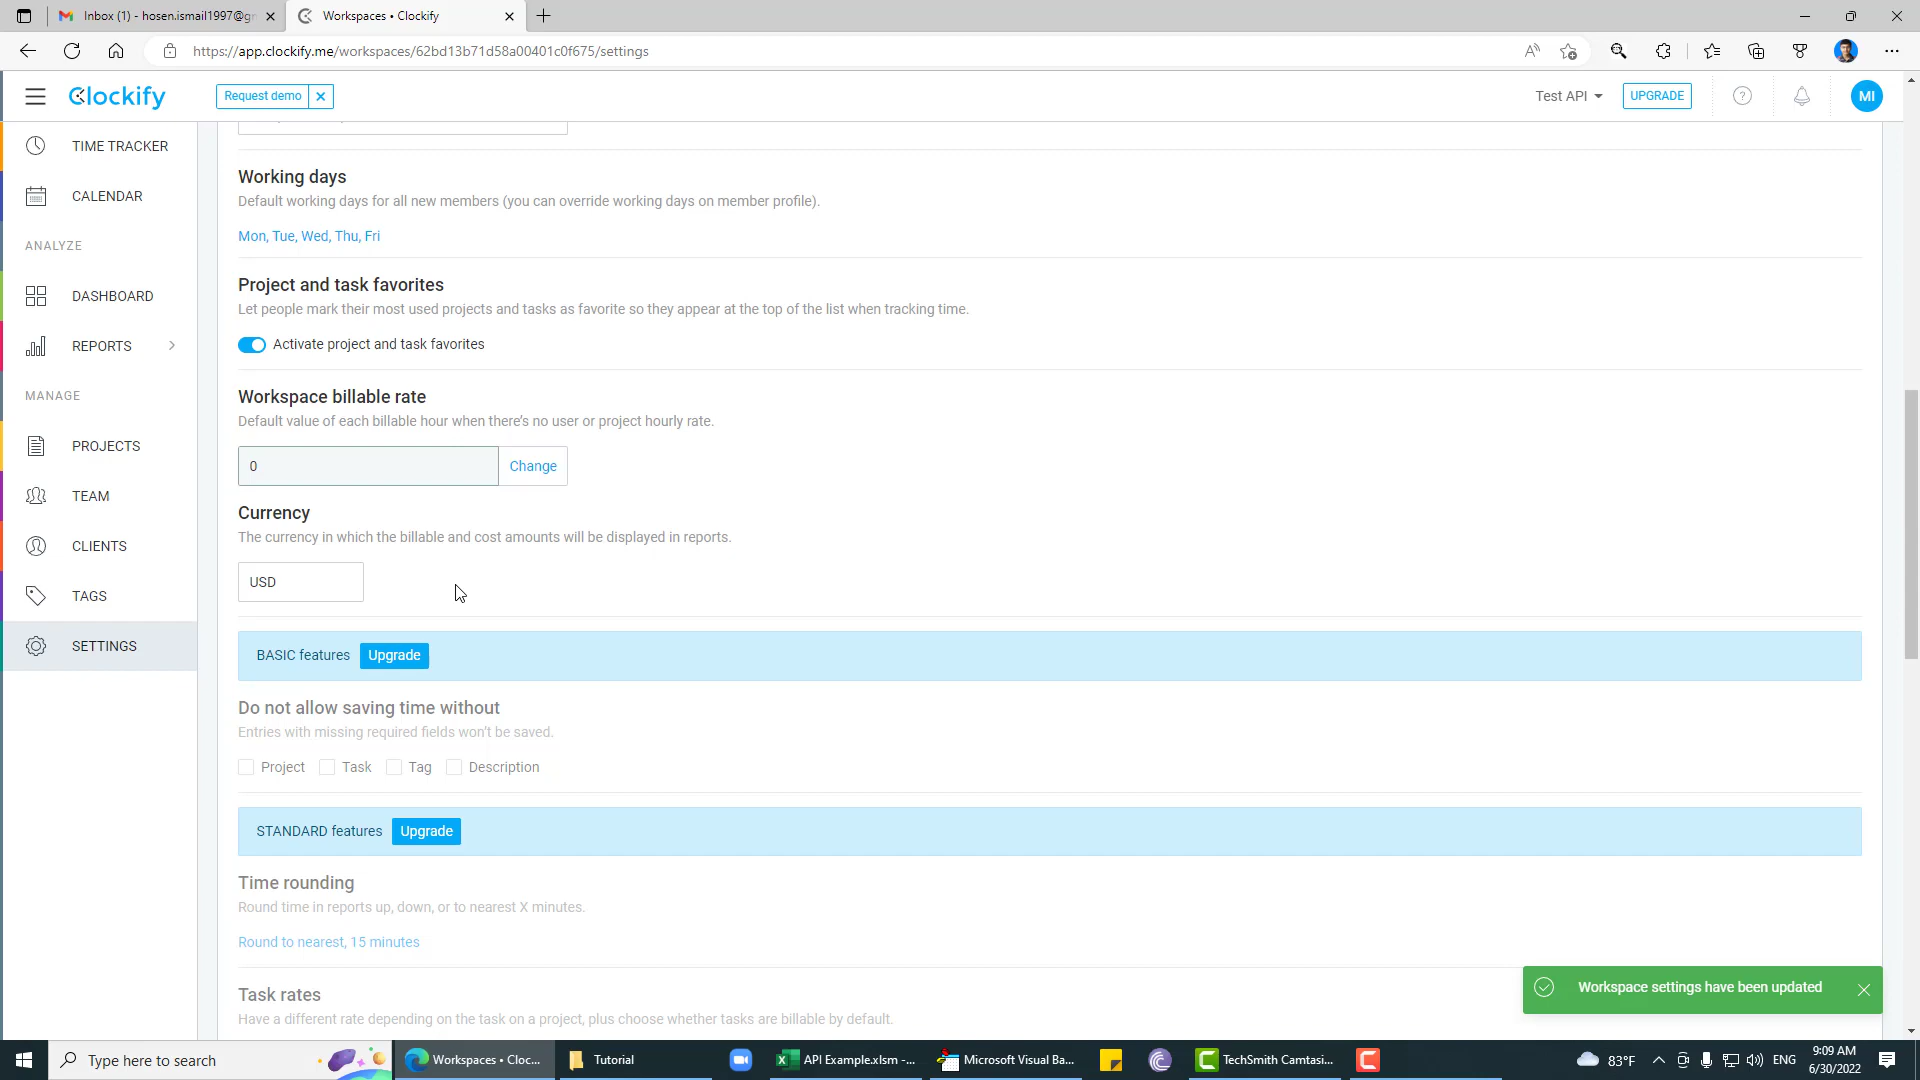 Inbox (1) - hosen.ismail1997@gm
Workspaces • Clockify
https://app.clockify.me/workspaces/62bd13b71d58a00401c0f675/settings
Clockify
Request demo
Test API
UPGRADE
MI
TIME TRACKER
CALENDAR
ANALYZE
DASHBOARD
REPORTS
MANAGE
PROJECTS
TEAM
CLIENTS
TAGS
SETTINGS
Working days
Default working days for all new members (you can override working days on member profile).
Mon, Tue, Wed, Thu, Fri
Project and task favorites
Let people mark their most used projects and tasks as favorite so they appear at the top of the list when tracking time.
Activate project and task favorites
Workspace billable rate
Default value of each billable hour when there's no user or project hourly rate.
0
Change
Currency
The currency in which the billable and cost amounts will be displayed in reports.
USD
BASIC features Upgrade
Do not allow saving time without
Entries with missing required fields won't be saved.
Project Task Tag Description
STANDARD features Upgrade
Time rounding
Round time in reports up, down, or to nearest X minutes.
Round to nearest, 15 minutes
Task rates
Have a different rate depending on the task on a project, plus choose whether tasks are billable by default.
Workspace settings have been updated
Type here to search
Workspaces • Cloc...
Tutorial
API Example.xlsm -...
Microsoft Visual Ba...
TechSmith Camtasi...
83°F
ENG
9:09 AM
6/30/2022